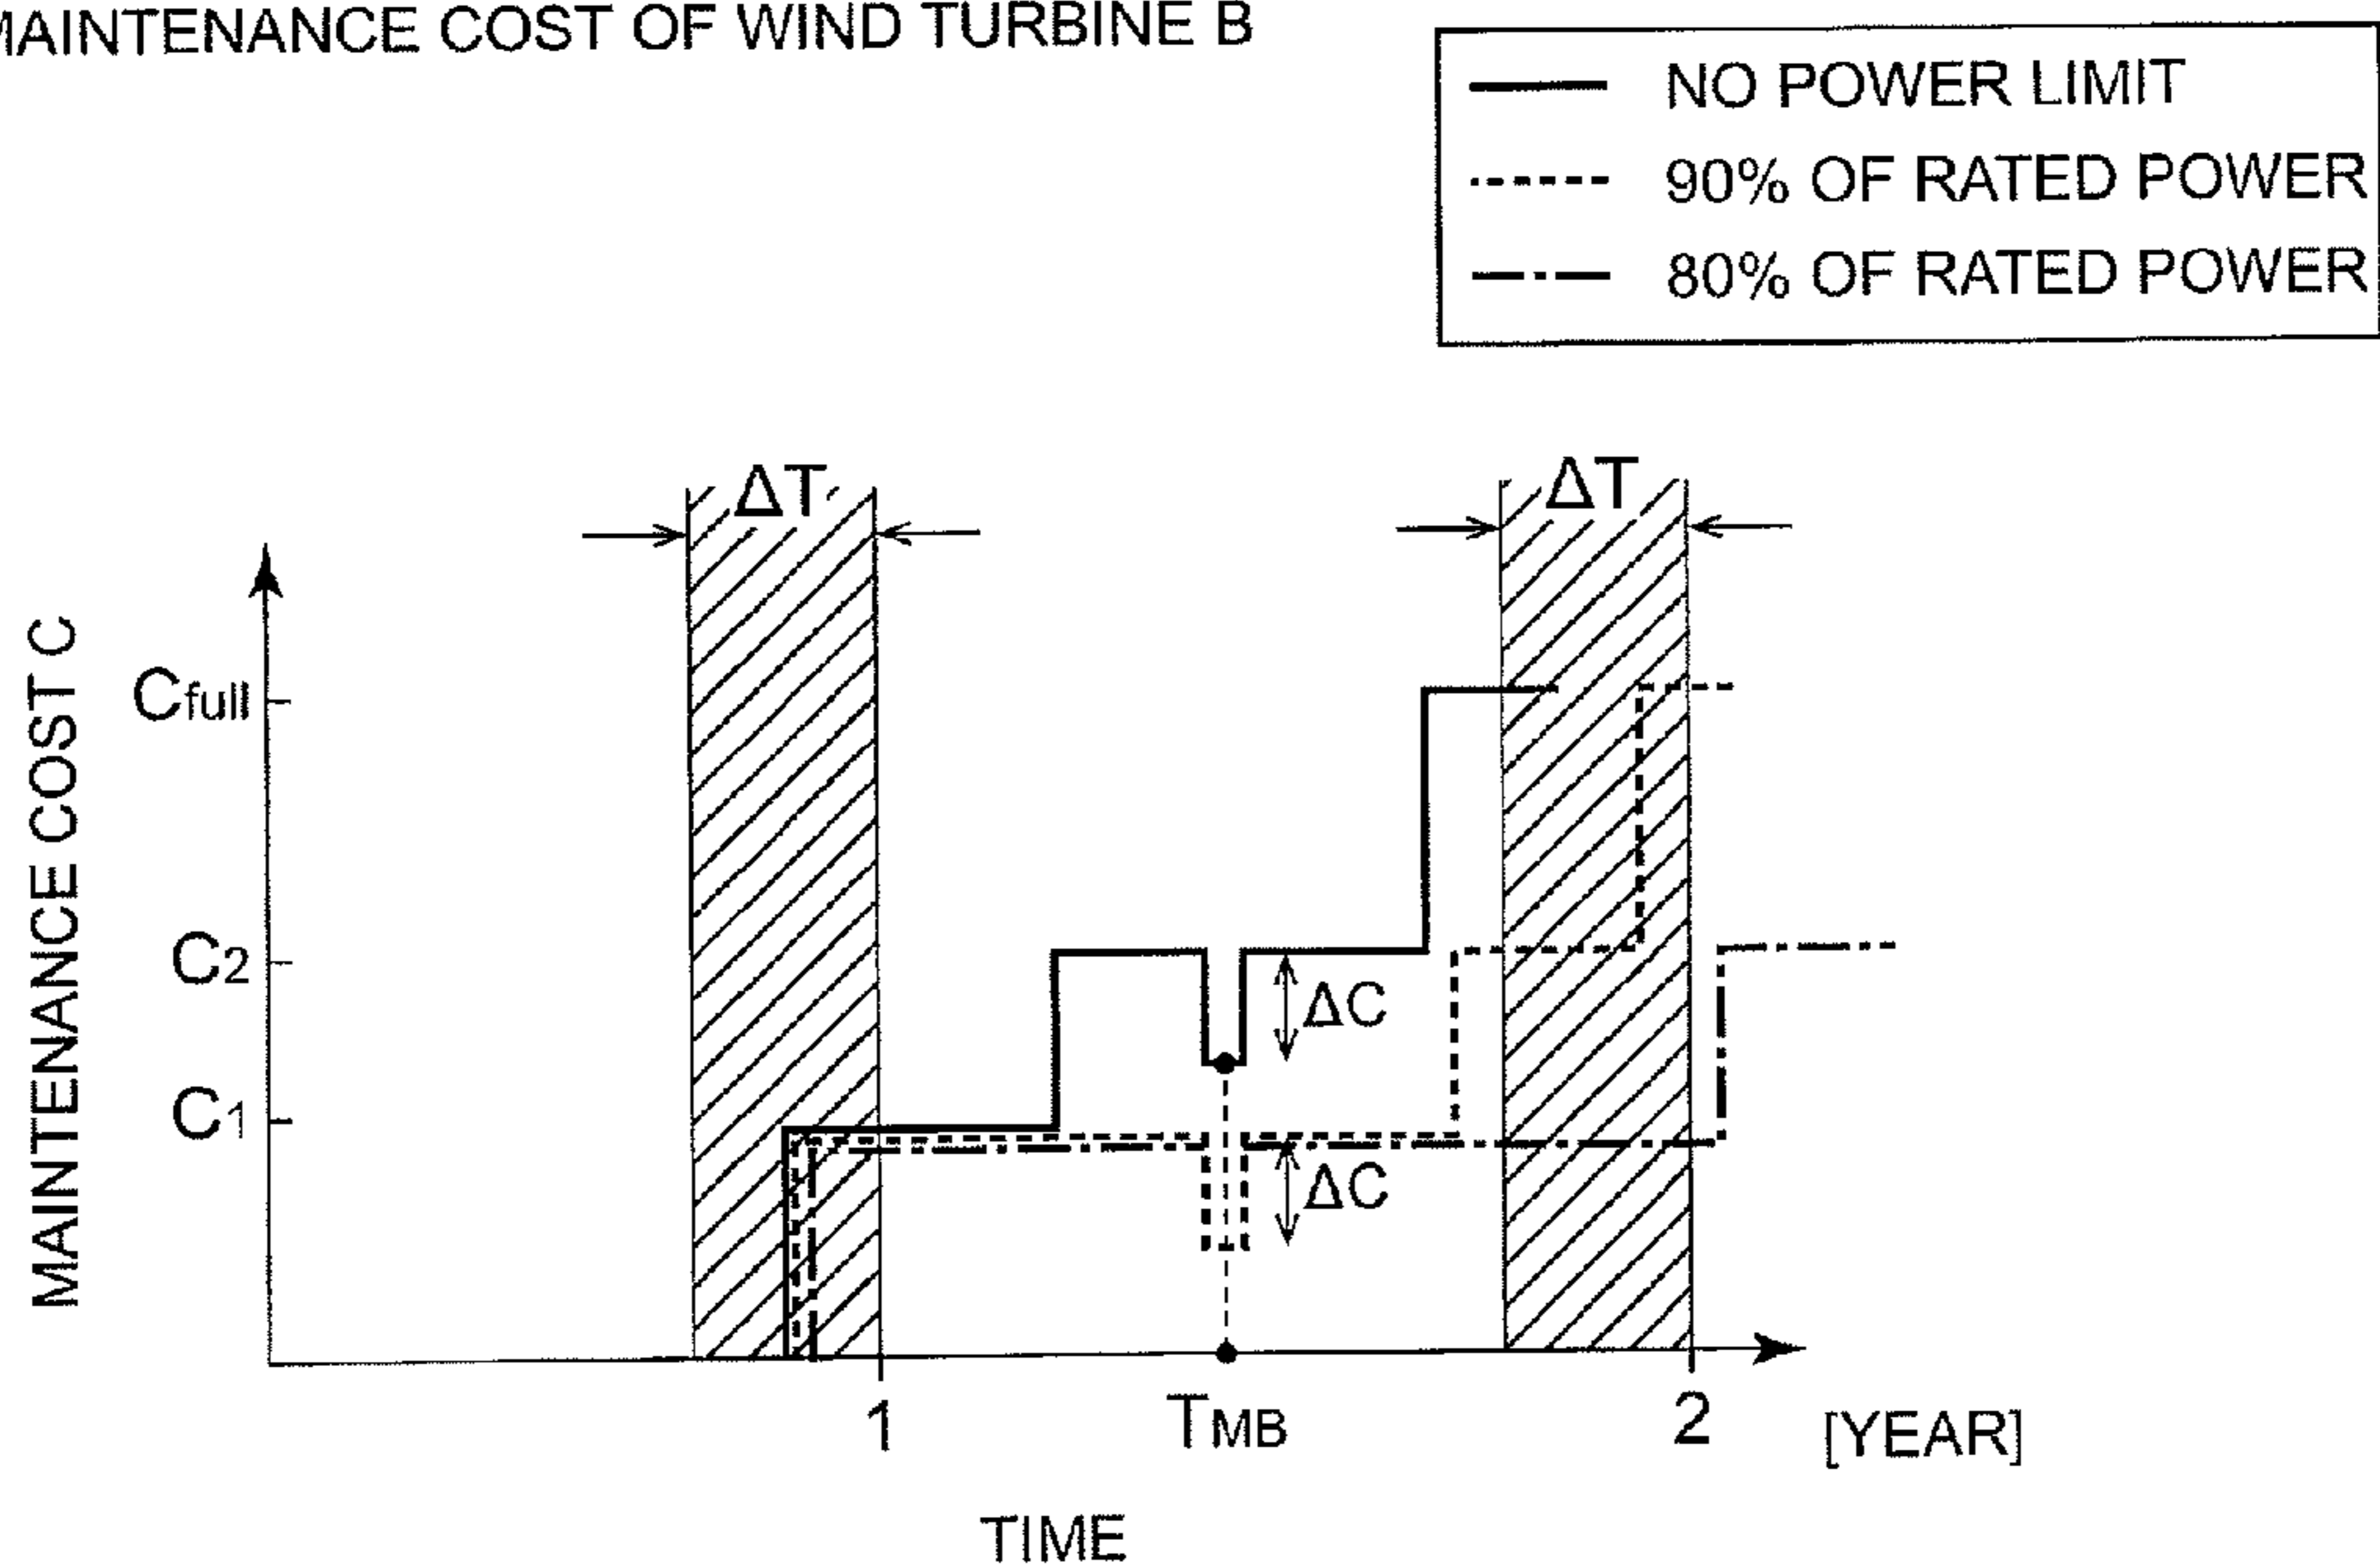 MAINTENANCE COST OF WIND TURBINE B
NO POWER LIMIT
90% OF RATED POWER
80% OF RATED POWER
ΔT
ΔT
MAINTENANCE COST C
Cfull
C2
C1
ΔC
ΔC
1
TMB
2
[YEAR]
TIME